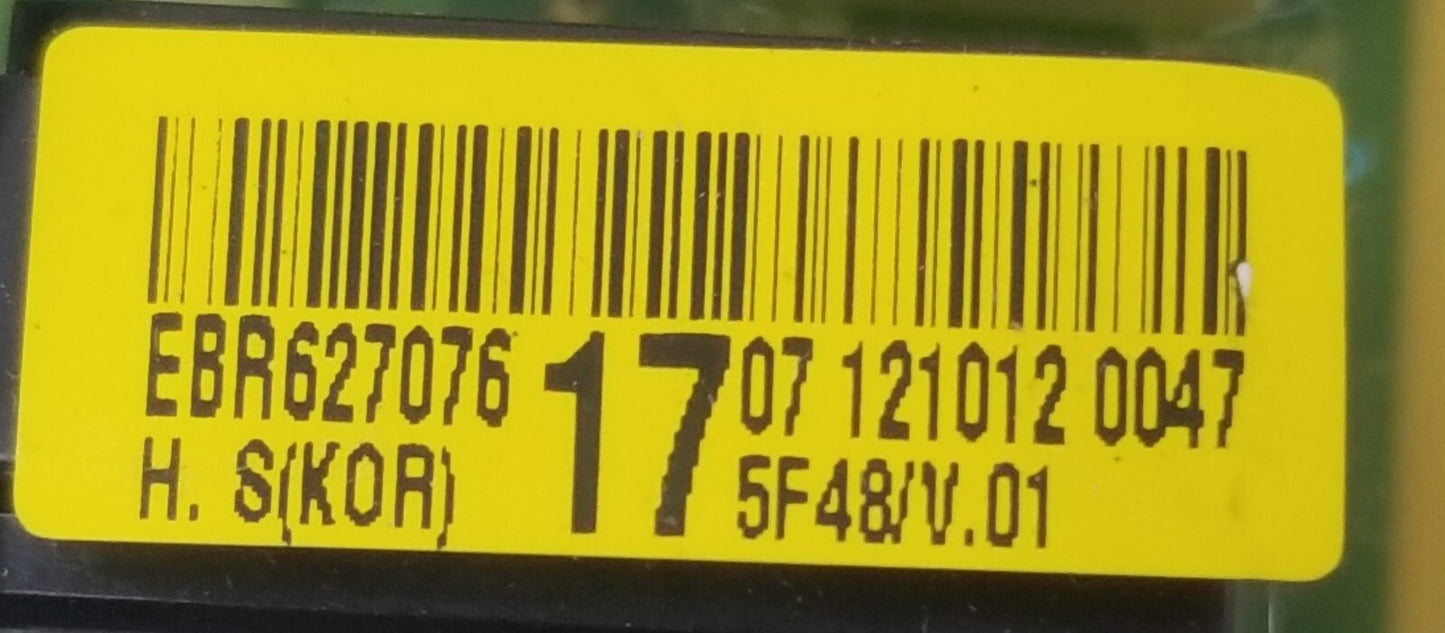 EBR627076 17 07 121012 0047
H. S(KOR) 5F48/V.01